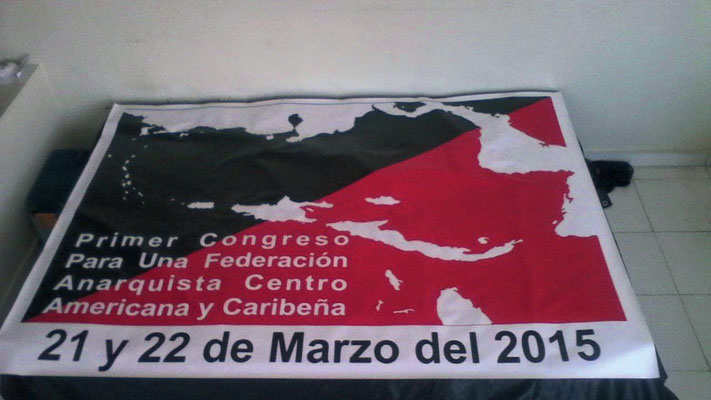 Primer Congreso
Para Una Federación
Anarquista Centro
Americana y Caribeña
21 y 22 de Marzo del 2015